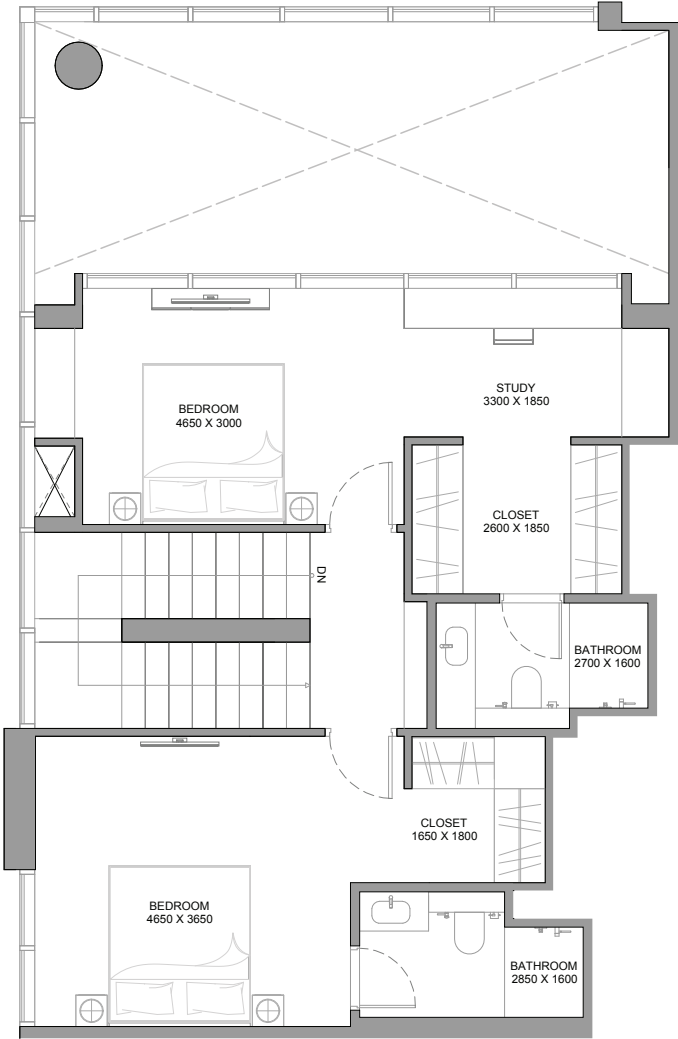 BEDROOM
4650 X 3000
STUDY
3300 X 1850
CLOSET
2600 X 1850
DN
BATHROOM
2700 X 1600
CLOSET
1650 X 1800
BEDROOM
4650 X 3650
BATHROOM
2850 X 1600